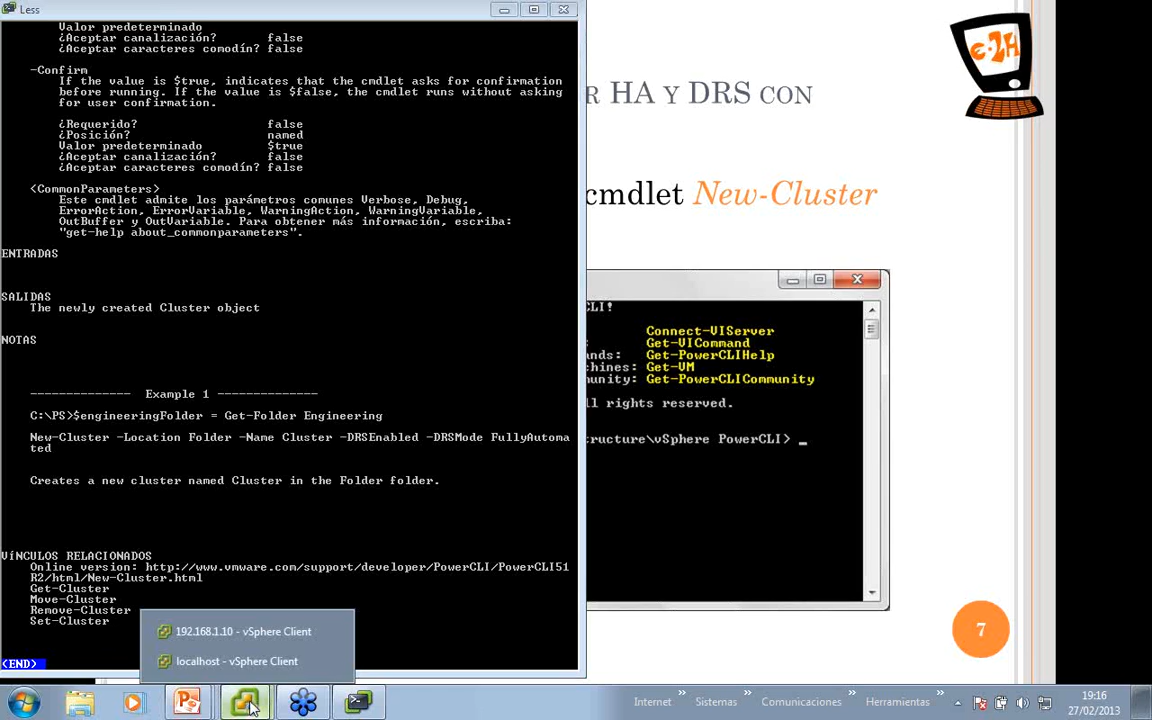 Less
Valor predeterminado
¿Aceptar canalización? false
¿Aceptar caracteres comodín? false
-Confirm
If the value is $true, indicates that the cmdlet asks for confirmation
before running. If the value is $false, the cmdlet runs without asking
for user confirmation.
¿Requerido? false
¿Posición? named
Valor predeterminado $true
¿Aceptar canalización? false
¿Aceptar caracteres comodín? false
<CommonParameters>
Este cmdlet admite los parámetros comunes Verbose, Debug,
ErrorAction, ErrorVariable, WarningAction, WarningVariable,
OutBuffer y OutVariable. Para obtener más información, escriba:
"get-help about_commonparameters".
ENTRADAS
SALIDAS
The newly created Cluster object
NOTAS
-------------- Example 1 --------------
C:\PS>$engineeringFolder = Get-Folder Engineering
New-Cluster -Location Folder -Name Cluster -DRSEnabled -DRSMode FullyAutoma
ted
Creates a new cluster named Cluster in the Folder folder.
VíNCULOS RELACIONADOS
Online version: http://www.vmware.com/support/developer/PowerCLI/PowerCLI51
R2/html/New-Cluster.html
Get-Cluster
Move-Cluster
Remove-Cluster
Set-Cluster
<END>
192.168.1.10 - vSphere Client
localhost - vSphere Client
R HA Y DRS CON
cmdlet New-Cluster
e-2H
CLI!
Connect-VIServer
: Get-VICommand
ands: Get-PowerCLIHelp
chines: Get-VM
munity: Get-PowerCLICommunity
ll rights reserved.
tructure\vSphere PowerCLI> _
7
Internet » Sistemas » Comunicaciones » Herramientas »
19:16
27/02/2013